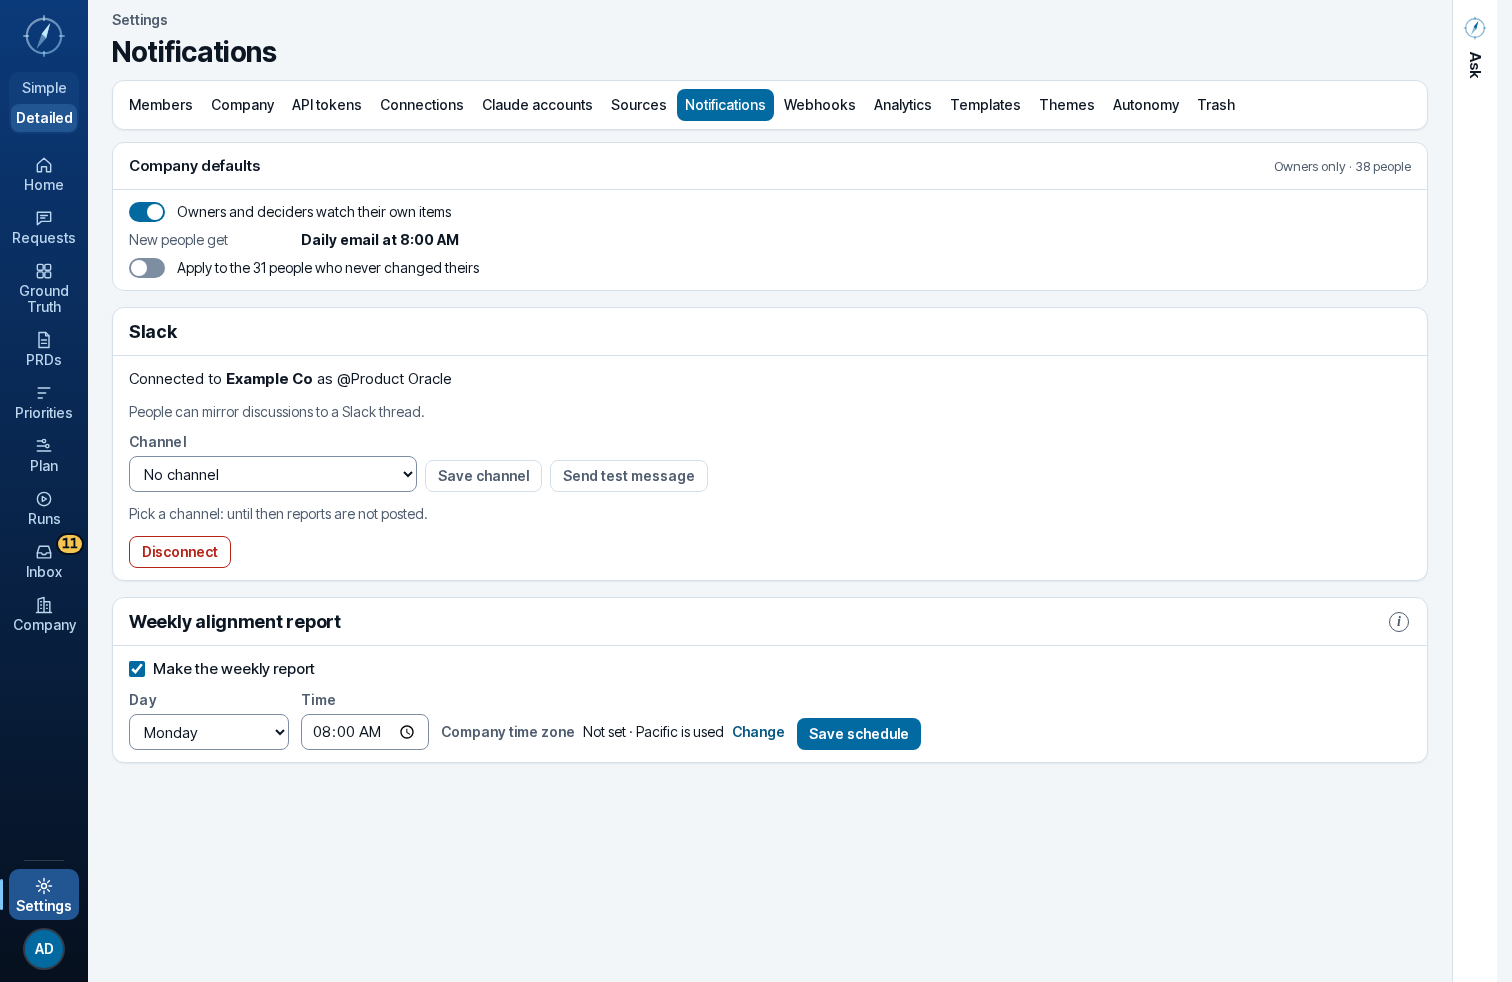 Settings
Notifications
Simple
Detailed
Home
Requests
Ground
Truth
PRDs
Priorities
Plan
Runs
11
Inbox
Company
Settings
AD
Members Company API tokens Connections Claude accounts Sources Notifications Webhooks Analytics Templates Themes Autonomy Trash
Company defaults
Owners only · 38 people
Owners and deciders watch their own items
New people get Daily email at 8:00 AM
Apply to the 31 people who never changed theirs
Slack
Connected to Example Co as @Product Oracle
People can mirror discussions to a Slack thread.
Channel
No channel Save channel Send test message
Pick a channel: until then reports are not posted.
Disconnect
Weekly alignment report
i
Make the weekly report
Day Time
Monday 08:00 AM Company time zone Not set · Pacific is used Change Save schedule
Ask